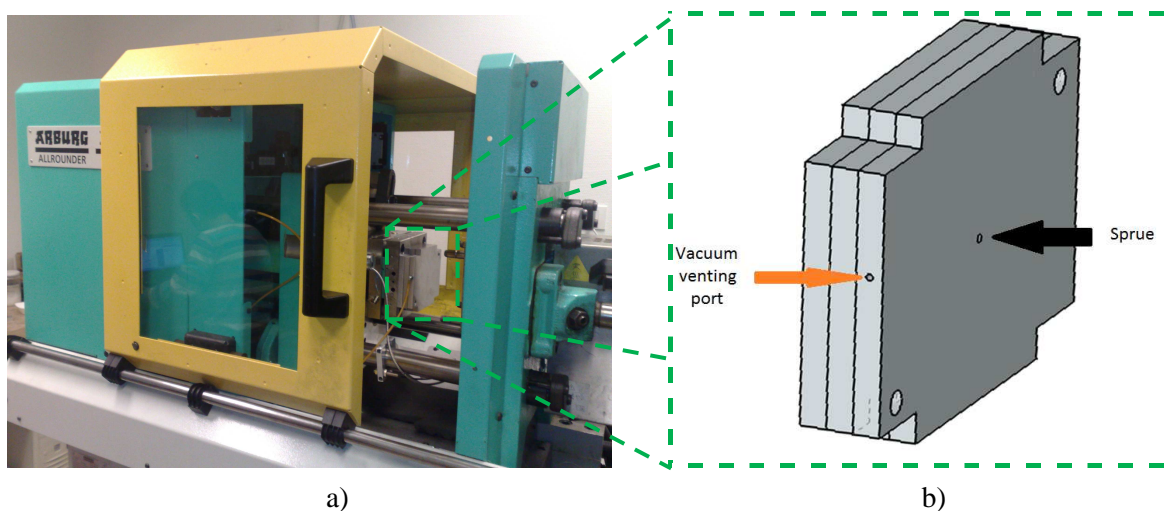 ARBURG
ALLROUNDER
Vacuum
venting
port
Sprue
a)
b)